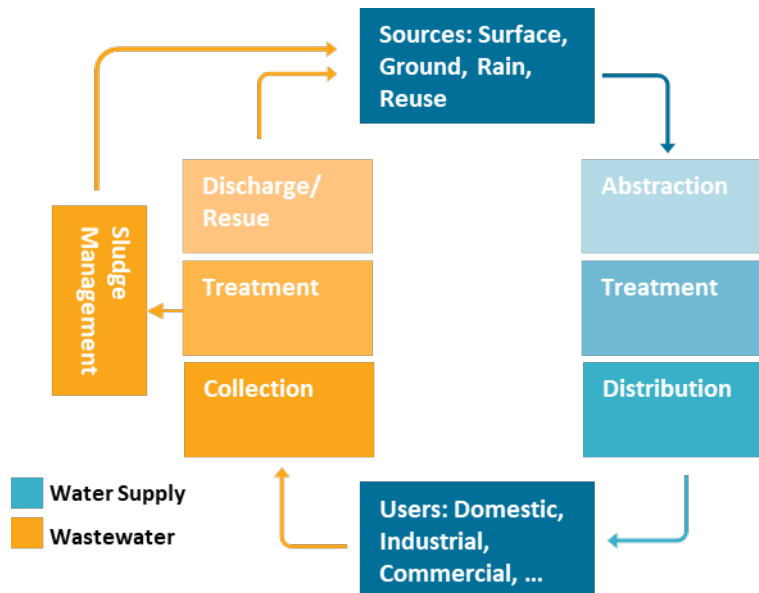 Sources: Surface,
Ground, Rain,
Reuse
Discharge/
Resue
Abstraction
Sludge
Management
Treatment
Treatment
Collection
Distribution
Water Supply
Wastewater
Users: Domestic,
Industrial,
Commercial, ...